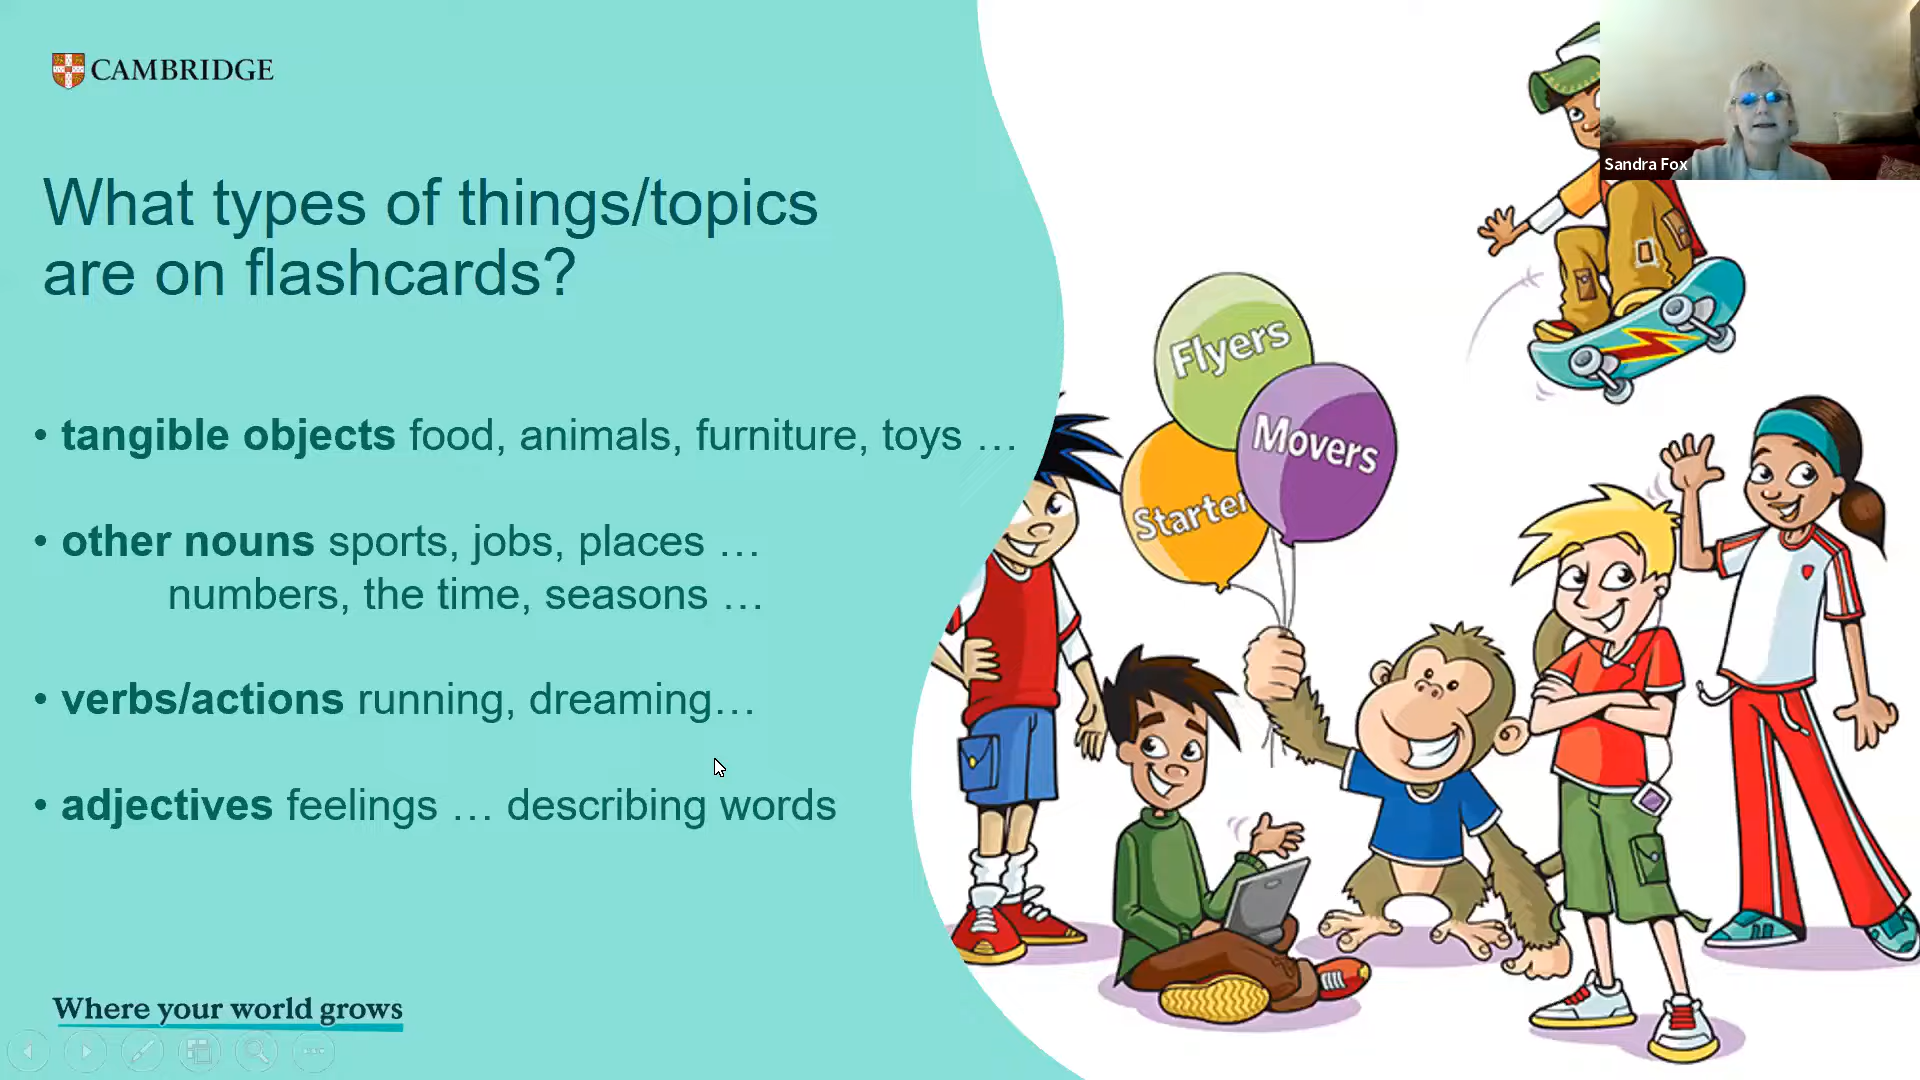 CAMBRIDGE
Sandra Fox
What types of things/topics
are on flashcards?
• tangible objects food, animals, furniture, toys …
• other nouns sports, jobs, places …
numbers, the time, seasons …
• verbs/actions running, dreaming…
• adjectives feelings … describing words
Flyers
Movers
Starter
Where your world grows